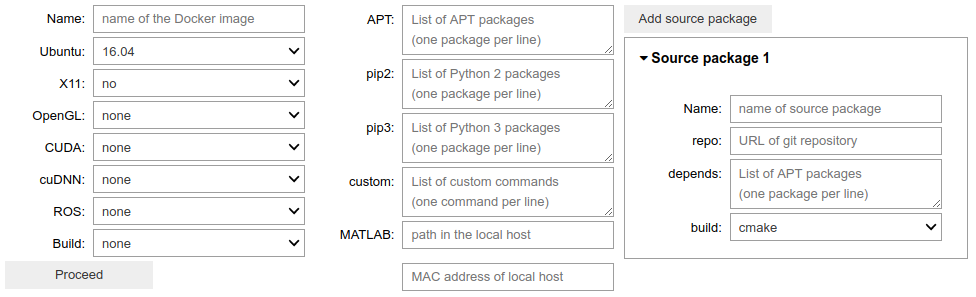 Name: name of the Docker image
Ubuntu: 16.04
X11: no
OpenGL: none
CUDA: none
cuDNN: none
ROS: none
Build: none
Proceed
APT: List of APT packages
(one package per line)
pip2: List of Python 2 packages
(one package per line)
pip3: List of Python 3 packages
(one package per line)
custom: List of custom commands
(one command per line)
MATLAB: path in the local host
MAC address of local host
Add source package
Source package 1
Name: name of source package
repo: URL of git repository
depends: List of APT packages
(one package per line)
build: cmake